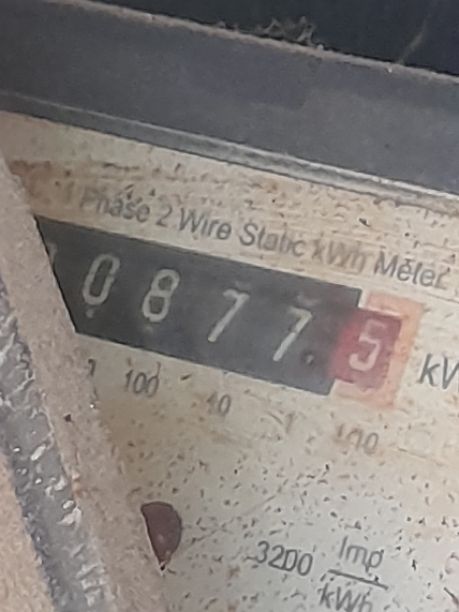 1 Phase 2 Wire Static kWh Meter
0 8 7 7 5
100 10 1 1/10
3200 Imp
kWh